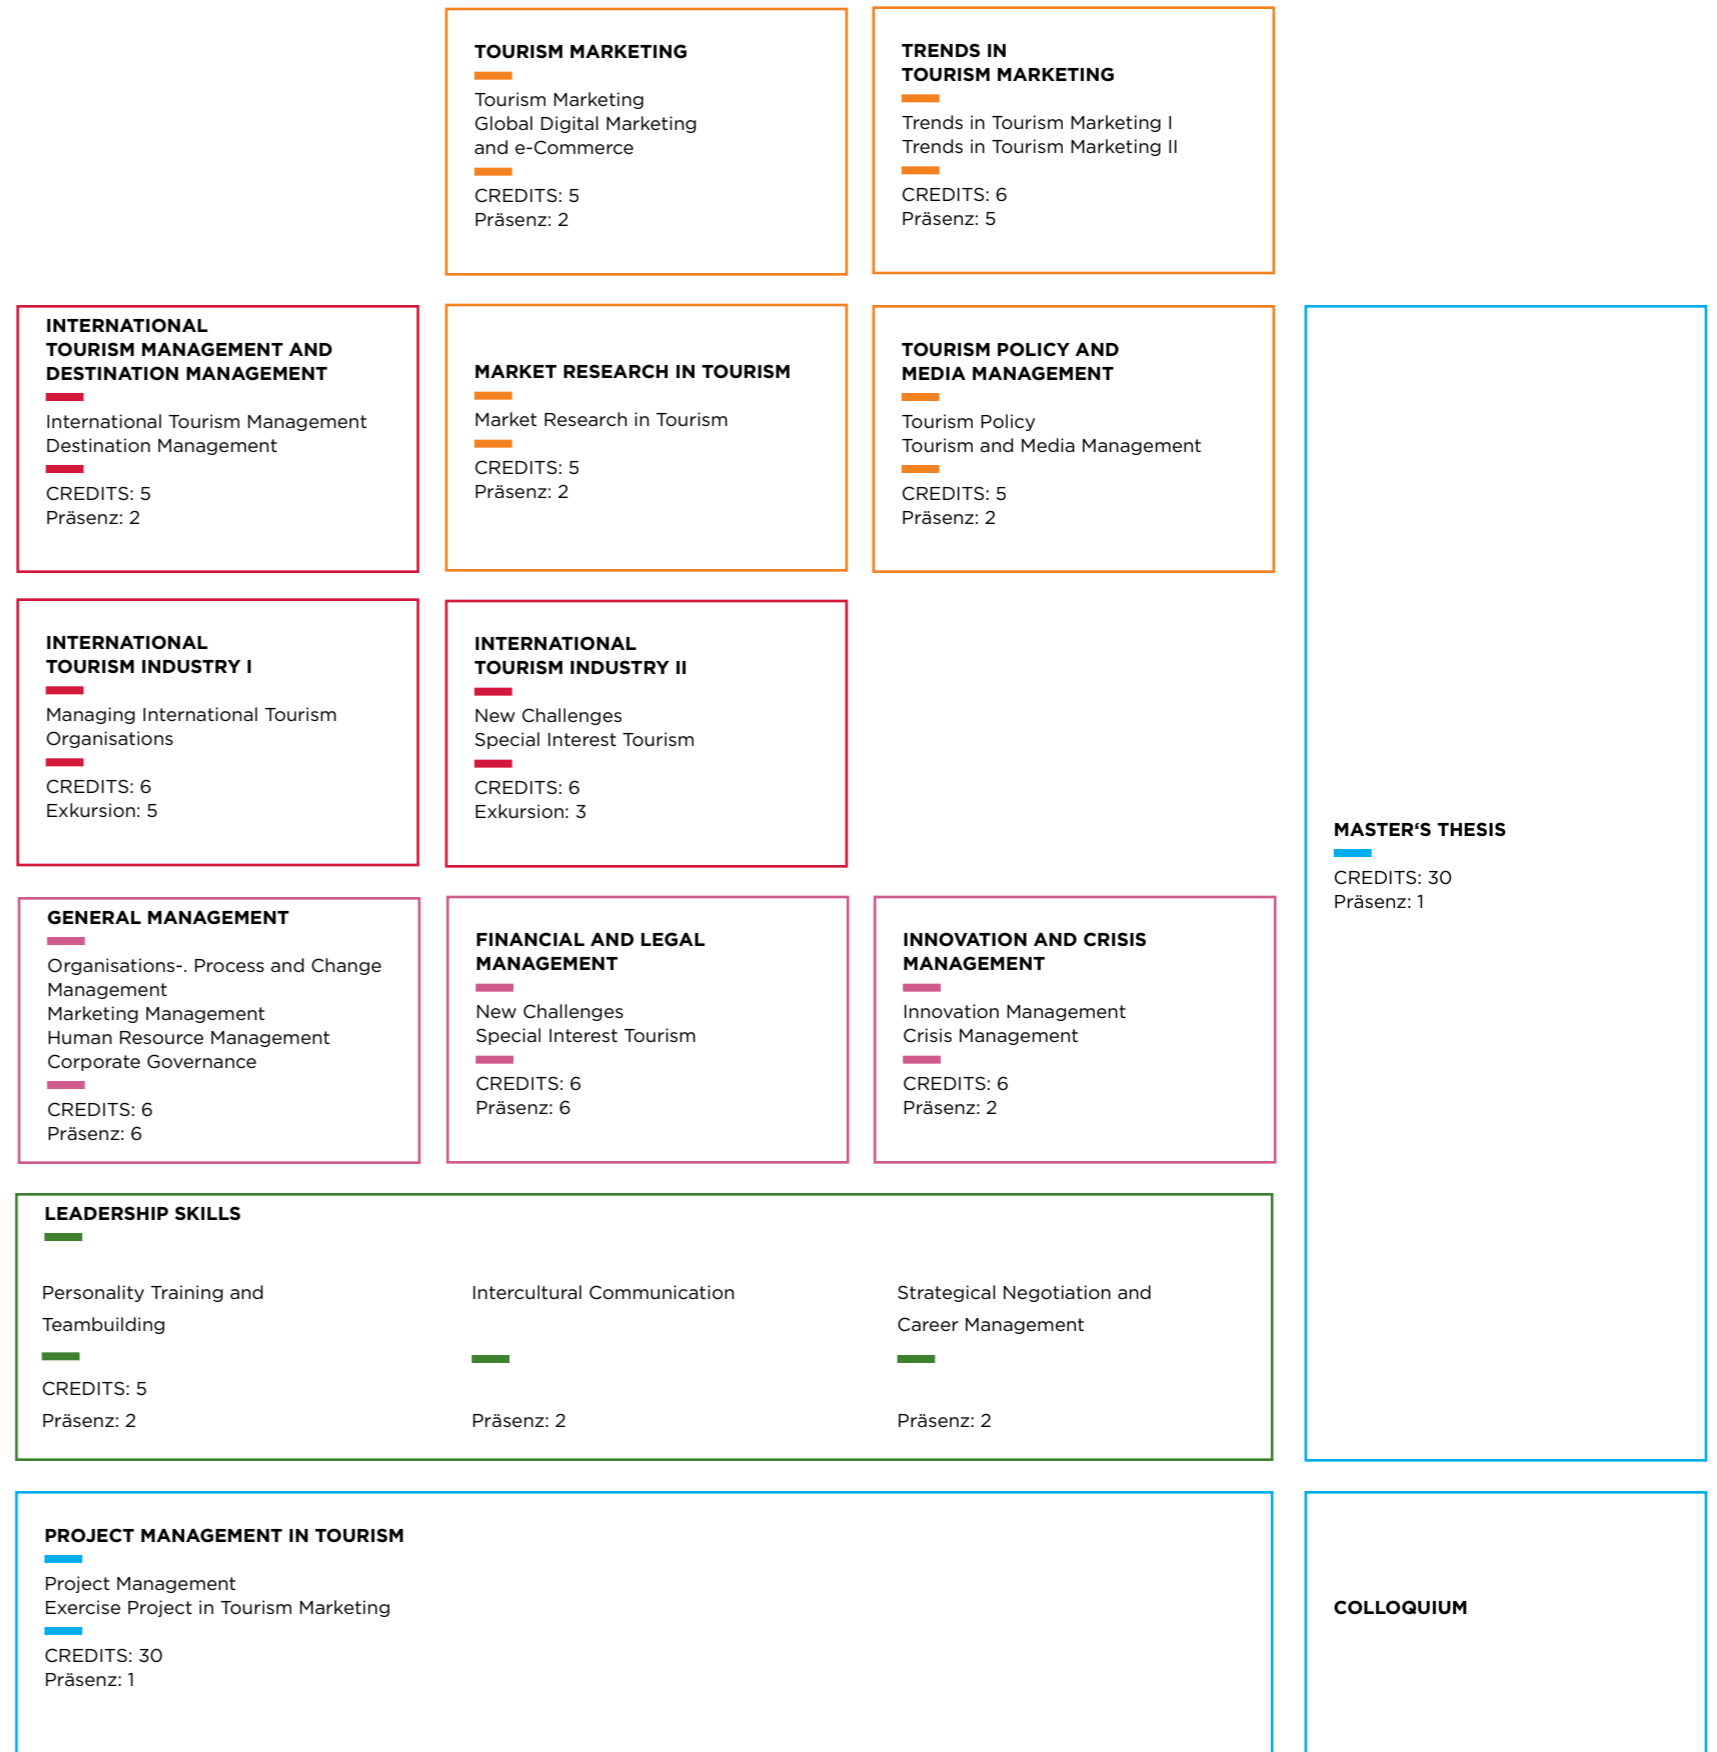 TOURISM MARKETING
Tourism Marketing
Global Digital Marketing
and e-Commerce
CREDITS: 5
Präsenz: 2
TRENDS IN
TOURISM MARKETING
Trends in Tourism Marketing I
Trends in Tourism Marketing II
CREDITS: 6
Präsenz: 5
INTERNATIONAL
TOURISM MANAGEMENT AND
DESTINATION MANAGEMENT
International Tourism Management
Destination Management
CREDITS: 5
Präsenz: 2
MARKET RESEARCH IN TOURISM
Market Research in Tourism
CREDITS: 5
Präsenz: 2
TOURISM POLICY AND
MEDIA MANAGEMENT
Tourism Policy
Tourism and Media Management
CREDITS: 5
Präsenz: 2
INTERNATIONAL
TOURISM INDUSTRY I
Managing International Tourism
Organisations
CREDITS: 6
Exkursion: 5
INTERNATIONAL
TOURISM INDUSTRY II
New Challenges
Special Interest Tourism
CREDITS: 6
Exkursion: 3
MASTER‘S THESIS
CREDITS: 30
Präsenz: 1
GENERAL MANAGEMENT
Organisations-. Process and Change
Management
Marketing Management
Human Resource Management
Corporate Governance
CREDITS: 6
Präsenz: 6
FINANCIAL AND LEGAL
MANAGEMENT
New Challenges
Special Interest Tourism
CREDITS: 6
Präsenz: 6
INNOVATION AND CRISIS
MANAGEMENT
Innovation Management
Crisis Management
CREDITS: 6
Präsenz: 2
LEADERSHIP SKILLS
Personality Training and
Teambuilding
CREDITS: 5
Präsenz: 2
Intercultural Communication
Präsenz: 2
Strategical Negotiation and
Career Management
Präsenz: 2
PROJECT MANAGEMENT IN TOURISM
Project Management
Exercise Project in Tourism Marketing
CREDITS: 30
Präsenz: 1
COLLOQUIUM